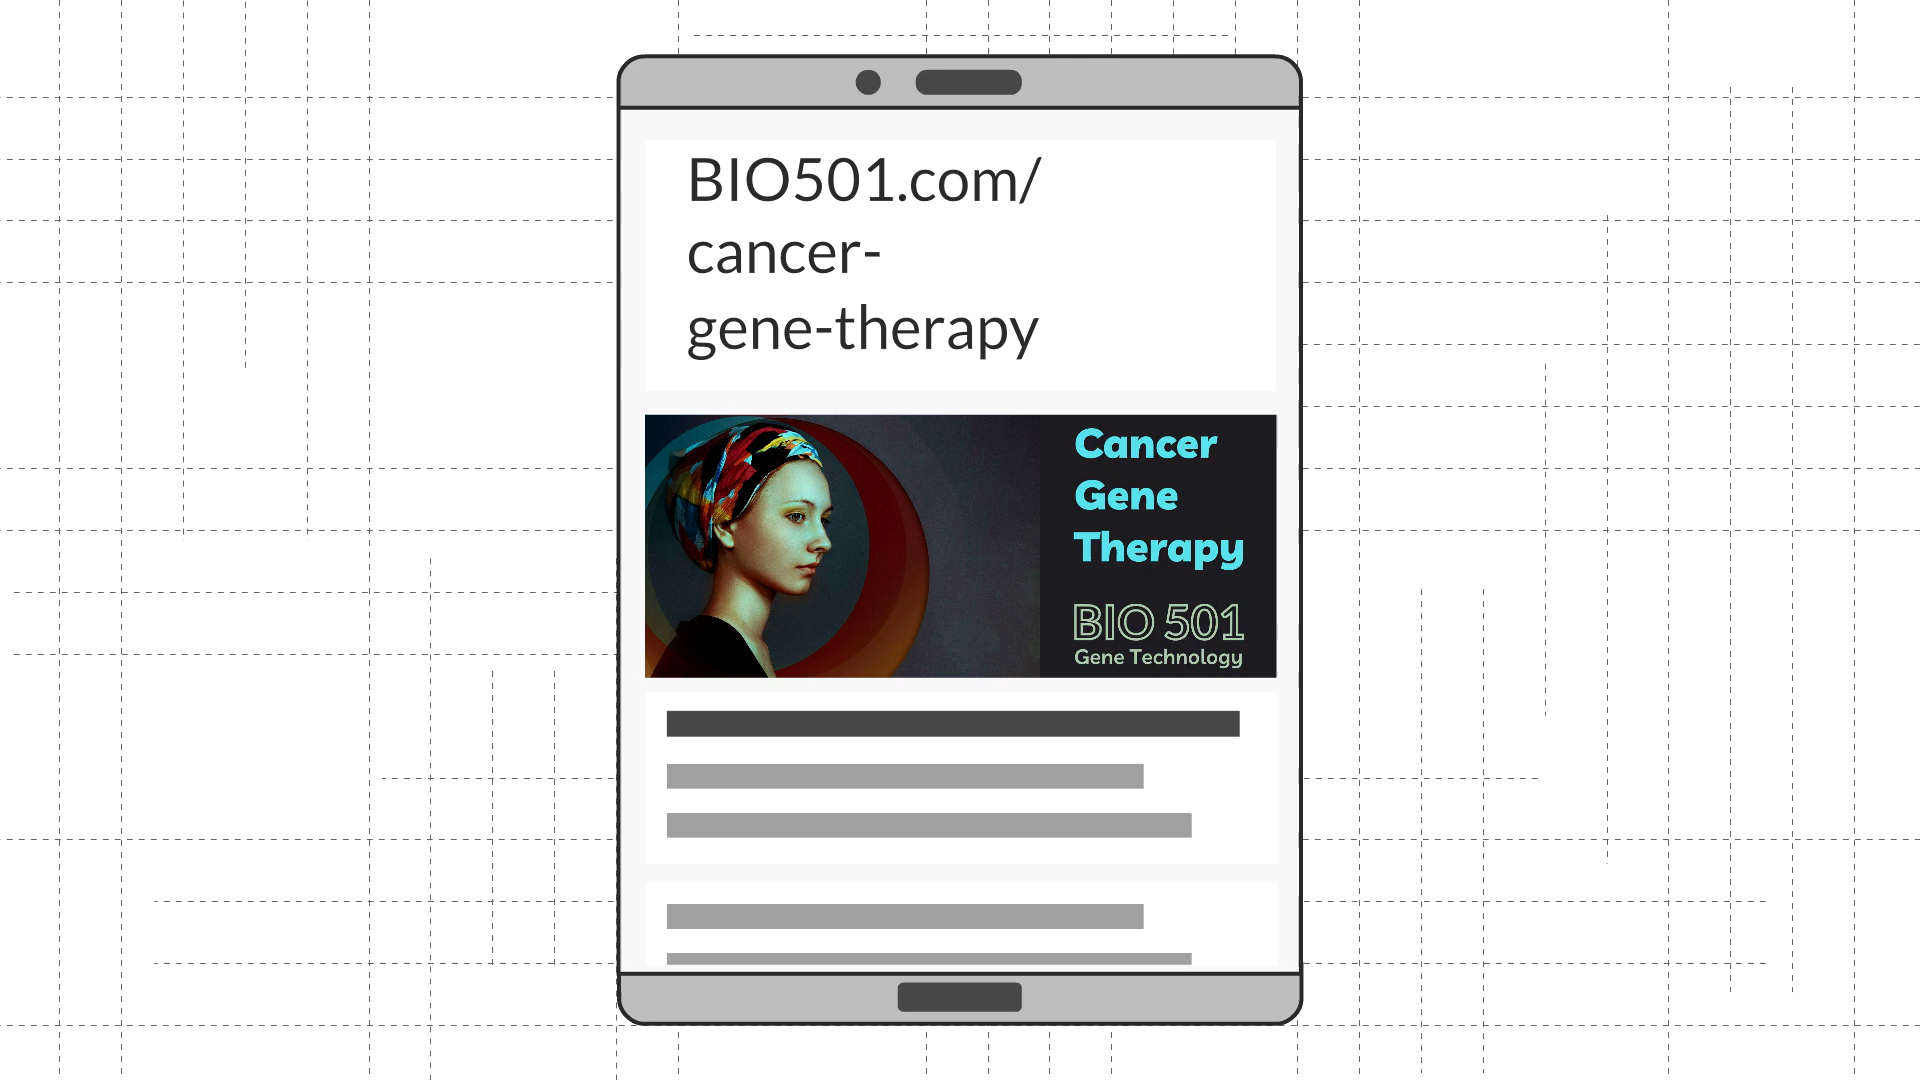 BIO501.com/
cancer-
gene-therapy
Cancer
Gene
Therapy
BIO 501
Gene Technology